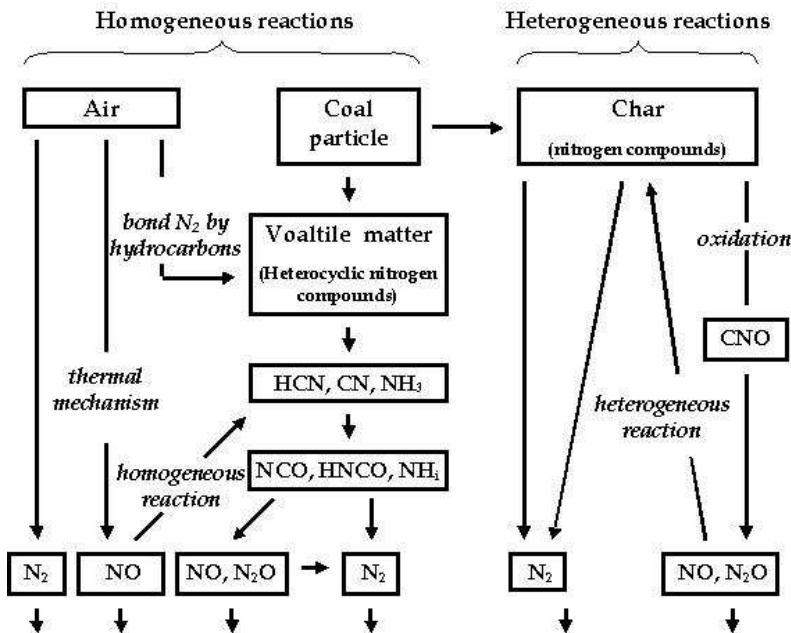 Homogeneous reactions
Heterogeneous reactions
Air
Coal
particle
Char
(nitrogen compounds)
bond N₂ by
hydrocarbons
Voaltile matter
(Heterocyclic nitrogen
compounds)
oxidation
CNO
thermal
mechanism
HCN, CN, NH₃
heterogeneous
reaction
homogeneous
reaction
NCO, HNCO, NHᵢ
N₂
NO
NO, N₂O
N₂
N₂
NO, N₂O